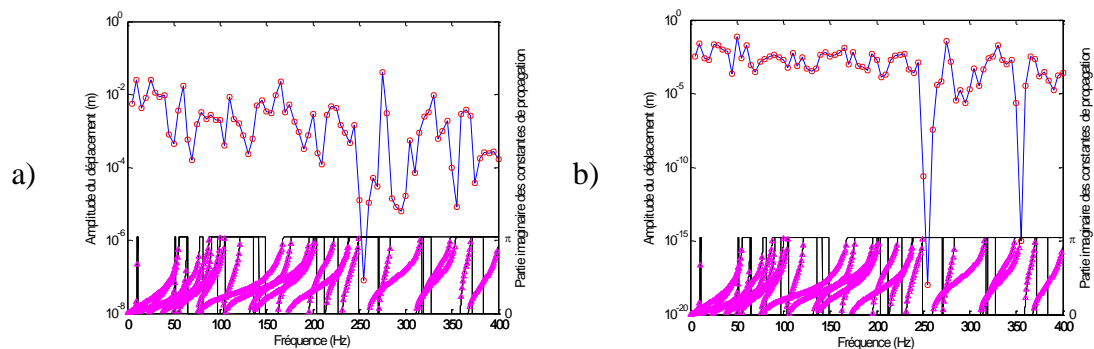 a)
Amplitude du déplacement (m)
10^0
10^-2
10^-4
10^-6
10^-8
0 50 100 150 200 250 300 350 400
Fréquence (Hz)
π
0
Partie imaginaire des constantes de propagation
b)
Amplitude du déplacement (m)
10^0
10^-5
10^-10
10^-15
10^-20
0 50 100 150 200 250 300 350 400
Fréquence (Hz)
π
0
Partie imaginaire des constantes de propagation